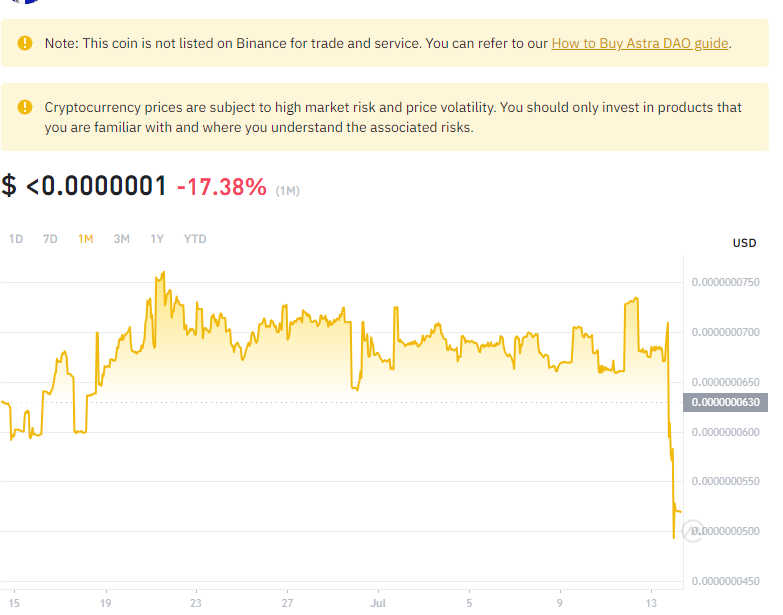 Note: This coin is not listed on Binance for trade and service. You can refer to our How to Buy Astra DAO guide.
Cryptocurrency prices are subject to high market risk and price volatility. You should only invest in products that
you are familiar with and where you understand the associated risks.
$ <0.0000001 -17.38% (1M)
1D 7D 1M 3M 1Y YTD
USD
0.0000000750
0.0000000700
0.0000000650
0.0000000630
0.0000000600
0.0000000550
0.0000000500
0.0000000450
15 19 23 27 Jul 5 9 13